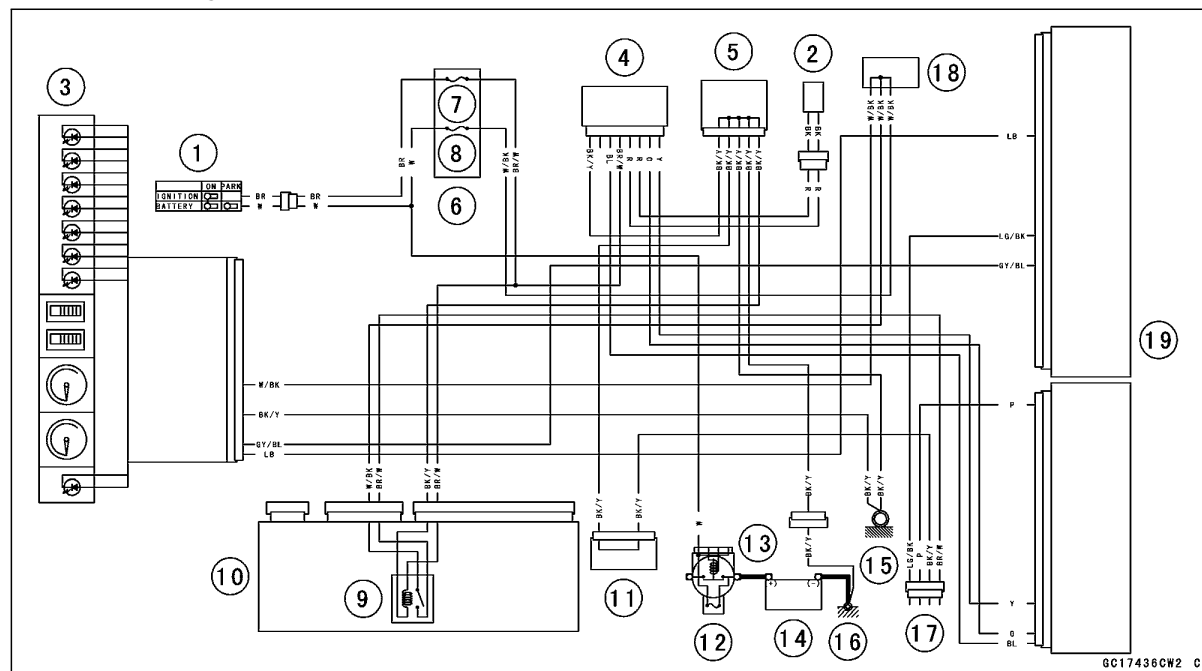 3
4
5
2
18
7
8
6
1
ON PARK
IGNITION
BATTERY
BR
W
BR
W
BR
W
W/BK
BR/W
BK/Y
BL
BR/W
R
R
G
Y
BK/Y
BK/Y
BK/Y
BK/Y
BK/Y
BK
BK
R
R
W/BK
W/BK
W/BK
LB
LG/BK
GY/BL
19
W/BK
BK/Y
GY/BL
LB
P
W/BK
BR/W
BK/Y
BR/W
BK/Y
BK/Y
W
BK/Y
BK/Y
BK/Y
BK/Y
LG/BK
P
BK/Y
BR/W
10
9
11
13
(+)
(-)
12
14
15
16
17
Y
G
BL
GC17436CW2 C